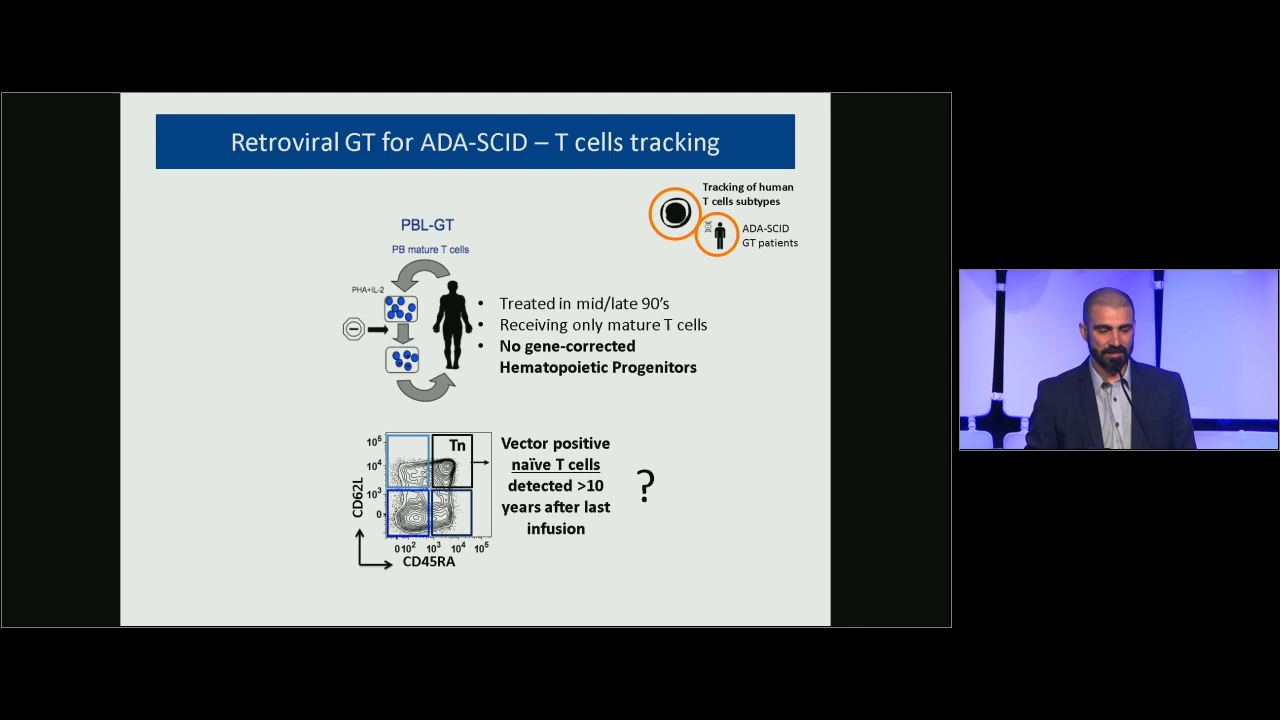 Retroviral GT for ADA-SCID – T cells tracking
Tracking of human
T cells subtypes
ADA-SCID
GT patients
PBL-GT
PB mature T cells
PHA+IL-2
• Treated in mid/late 90's
• Receiving only mature T cells
• No gene-corrected
Hematopoietic Progenitors
Tn
10⁵
10⁴
10³
0
CD62L
0 10² 10³ 10⁴ 10⁵
CD45RA
Vector positive
naïve T cells
detected >10
years after last
infusion
?